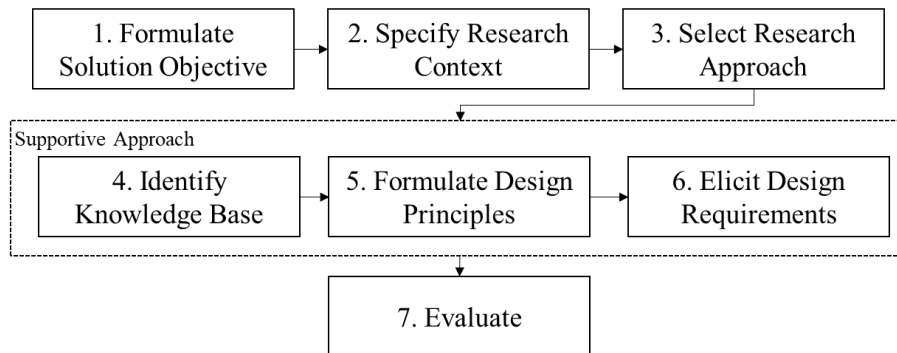 1. Formulate
Solution Objective
2. Specify Research
Context
3. Select Research
Approach
Supportive Approach
4. Identify
Knowledge Base
5. Formulate Design
Principles
6. Elicit Design
Requirements
7. Evaluate